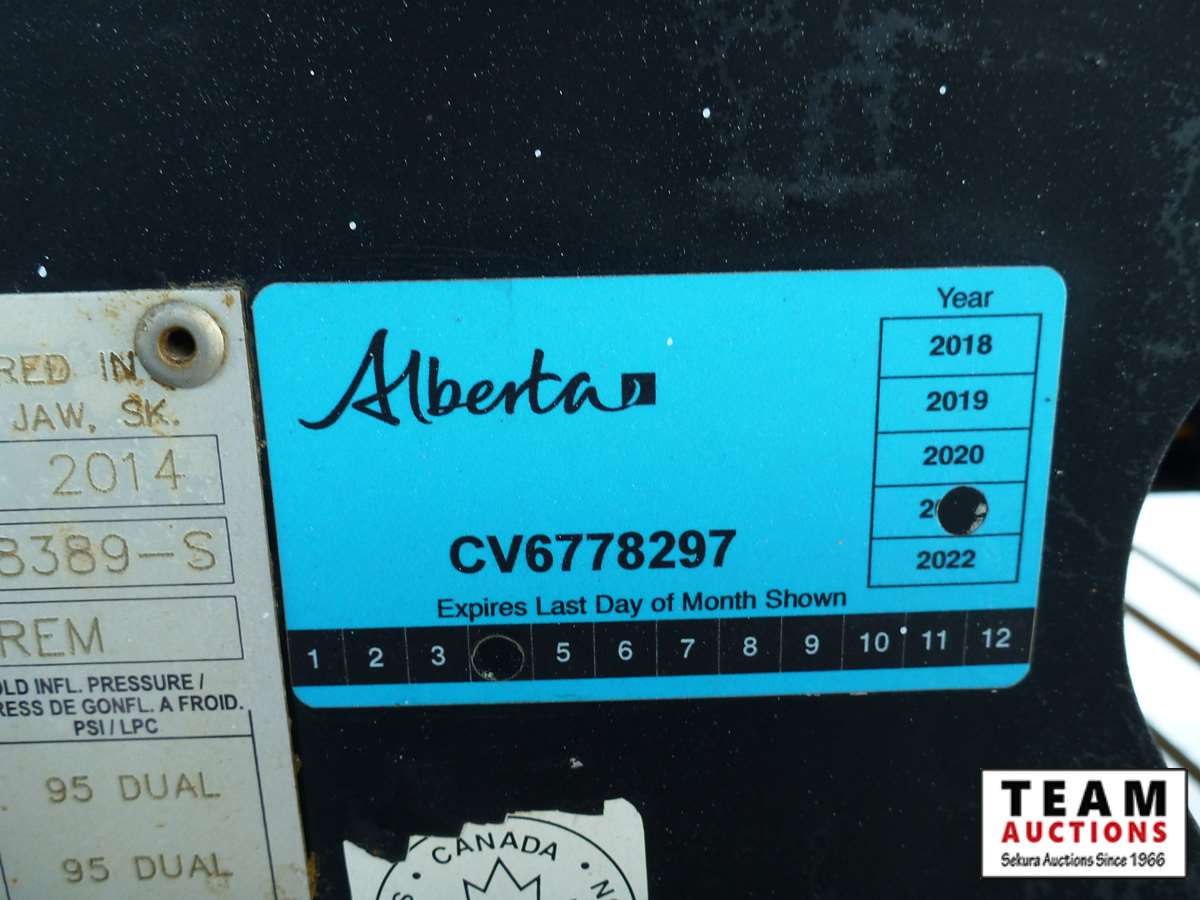 RED IN
JAW, SK.
2014
8389-S
REM
OLD INFL. PRESSURE /
RESS DE GONFL. A FROID.
PSI / LPC
95 DUAL
95 DUAL
Alberta
CV6778297
Expires Last Day of Month Shown
1 2 3 5 6 7 8 9 10 11 12
Year
2018
2019
2020
2
2022
CANADA
TEAM
AUCTIONS
Sekura Auctions Since 1966